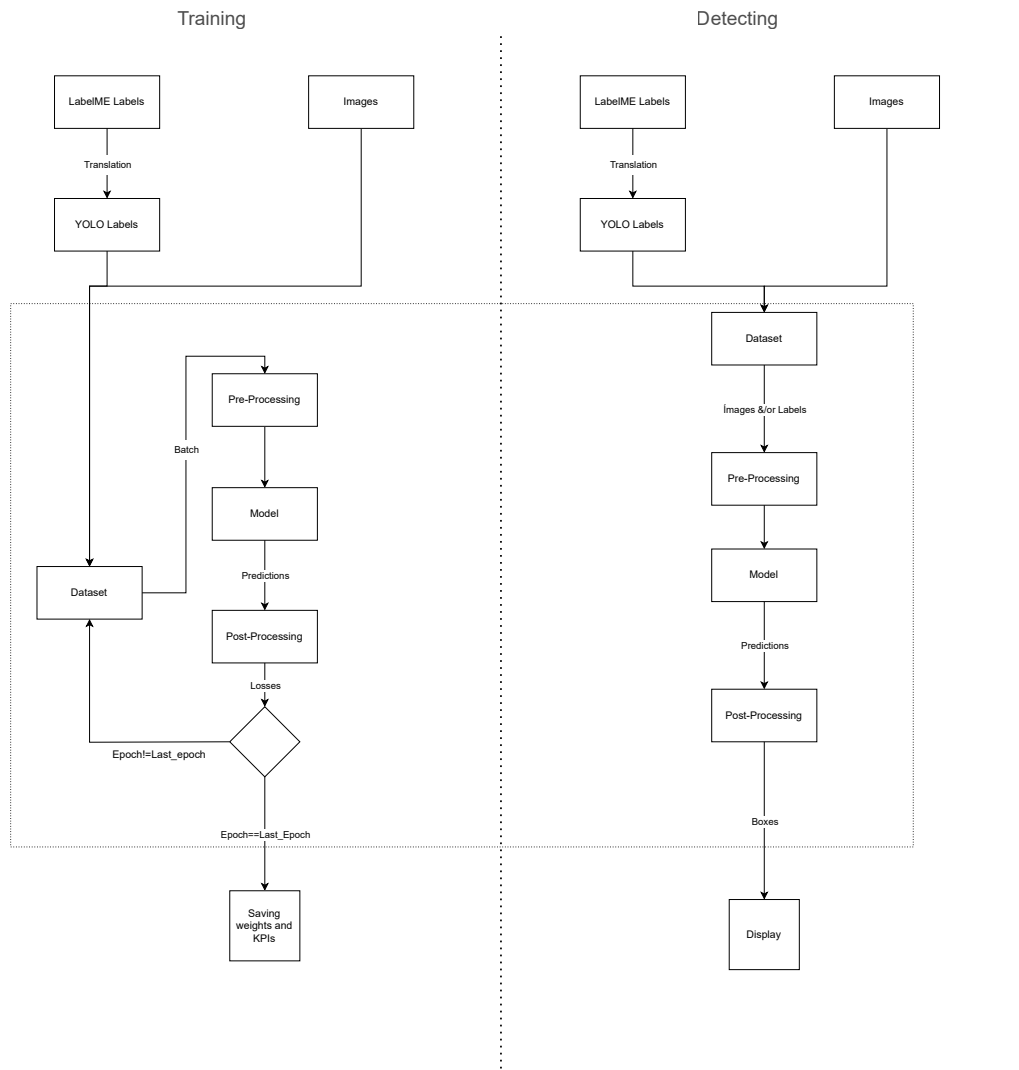 Training
Detecting
LabelME Labels
Images
LabelME Labels
Images
Translation
Translation
YOLO Labels
YOLO Labels
Dataset
Pre-Processing
Images &/or Labels
Batch
Pre-Processing
Model
Predictions
Model
Dataset
Post-Processing
Predictions
Losses
Post-Processing
Epoch!=Last_epoch
Boxes
Epoch==Last_Epoch
Saving
weights and
KPIs
Display